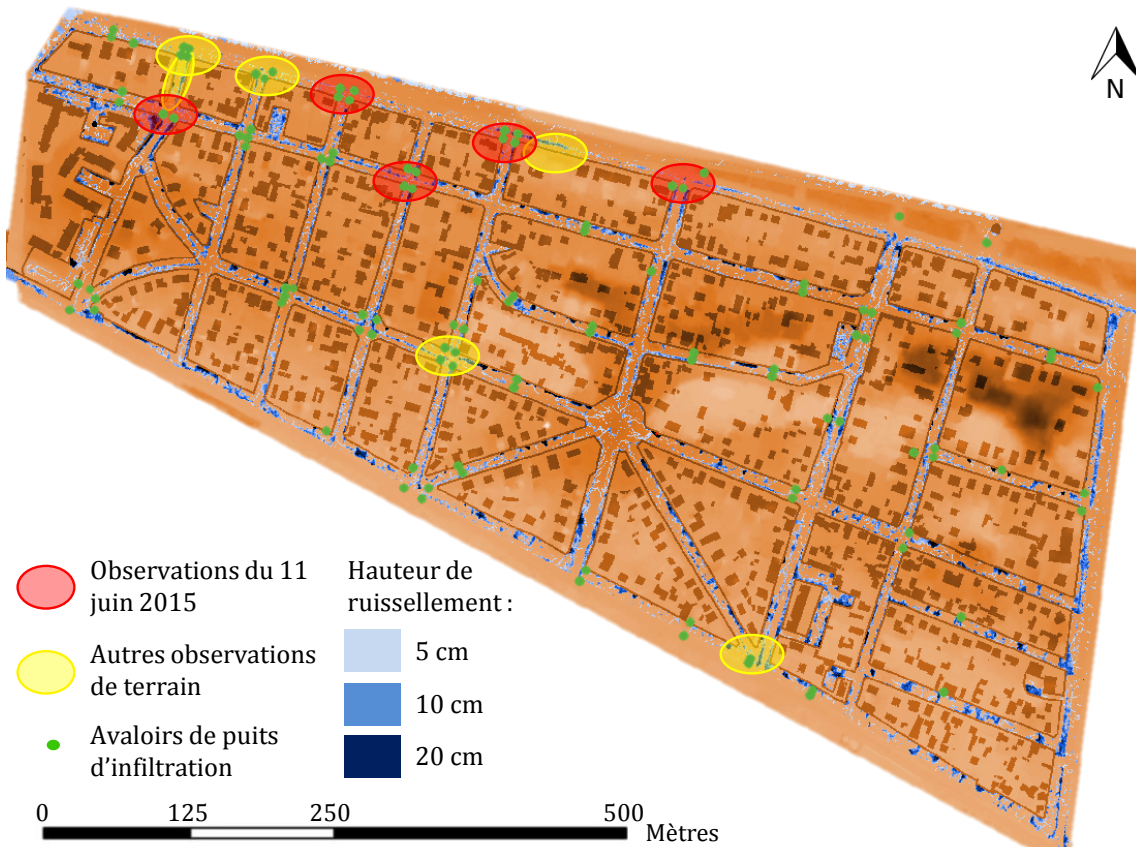 N
Observations du 11
juin 2015
Autres observations
de terrain
Avaloirs de puits
d’infiltration
Hauteur de
ruissellement :
5 cm
10 cm
20 cm
0 125 250 500 Mètres